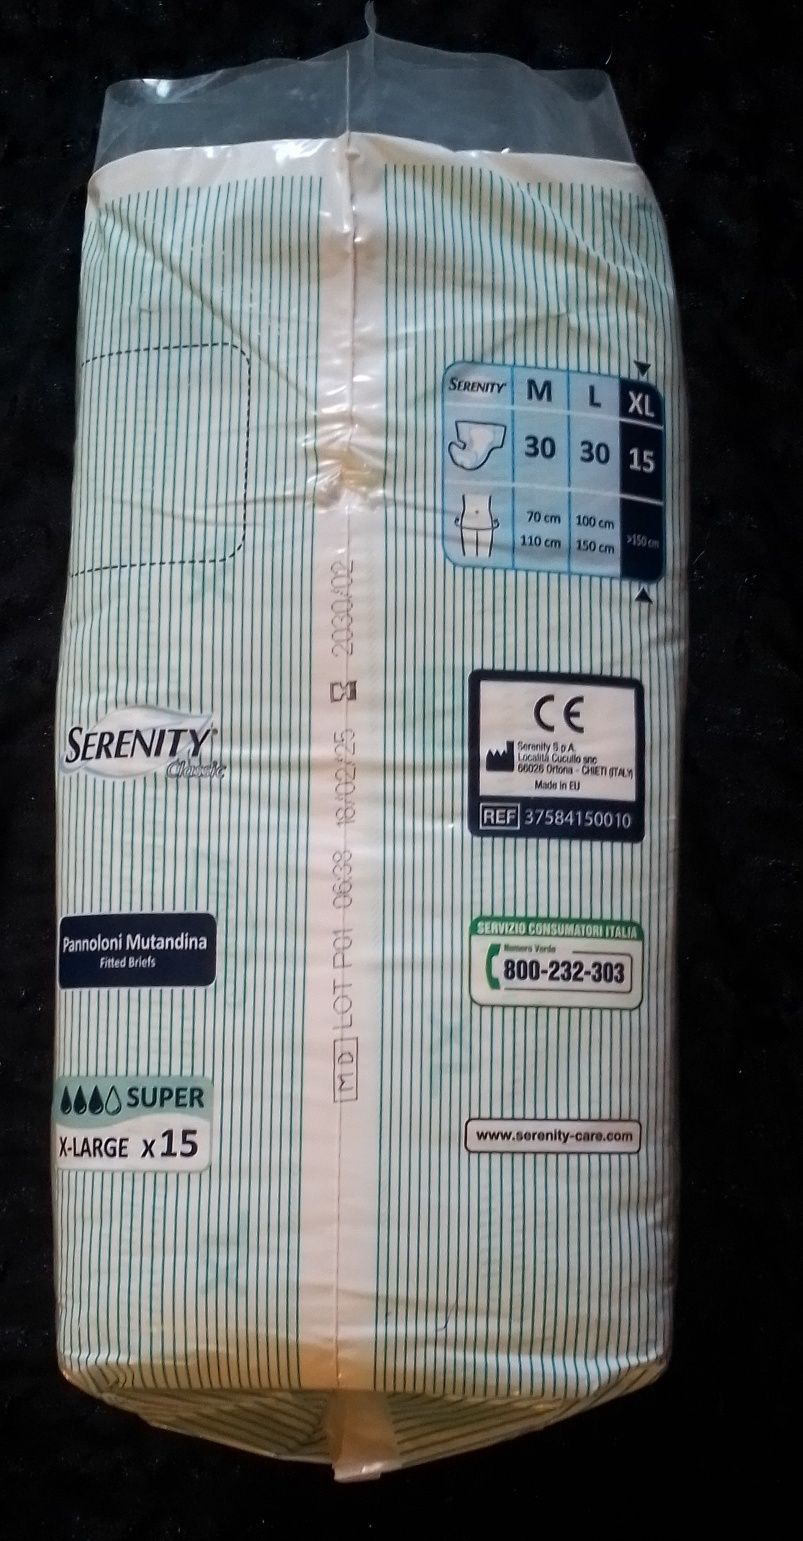 SERENITY M L XL
30 30 15
70 cm 100 cm >150 cm
110 cm 150 cm
MD LOT P01 06:38 18/02/25 2030/02
SERENITY®
Classic
CE
Serenity S.p.A.
Località Cucullo snc
66026 Ortona - CHIETI (ITALY)
Made in EU
REF 37584150010
Pannoloni Mutandina
Fitted Briefs
SERVIZIO CONSUMATORI ITALIA
Numero Verde
800-232-303
SUPER
X-LARGE x15
www.serenity-care.com